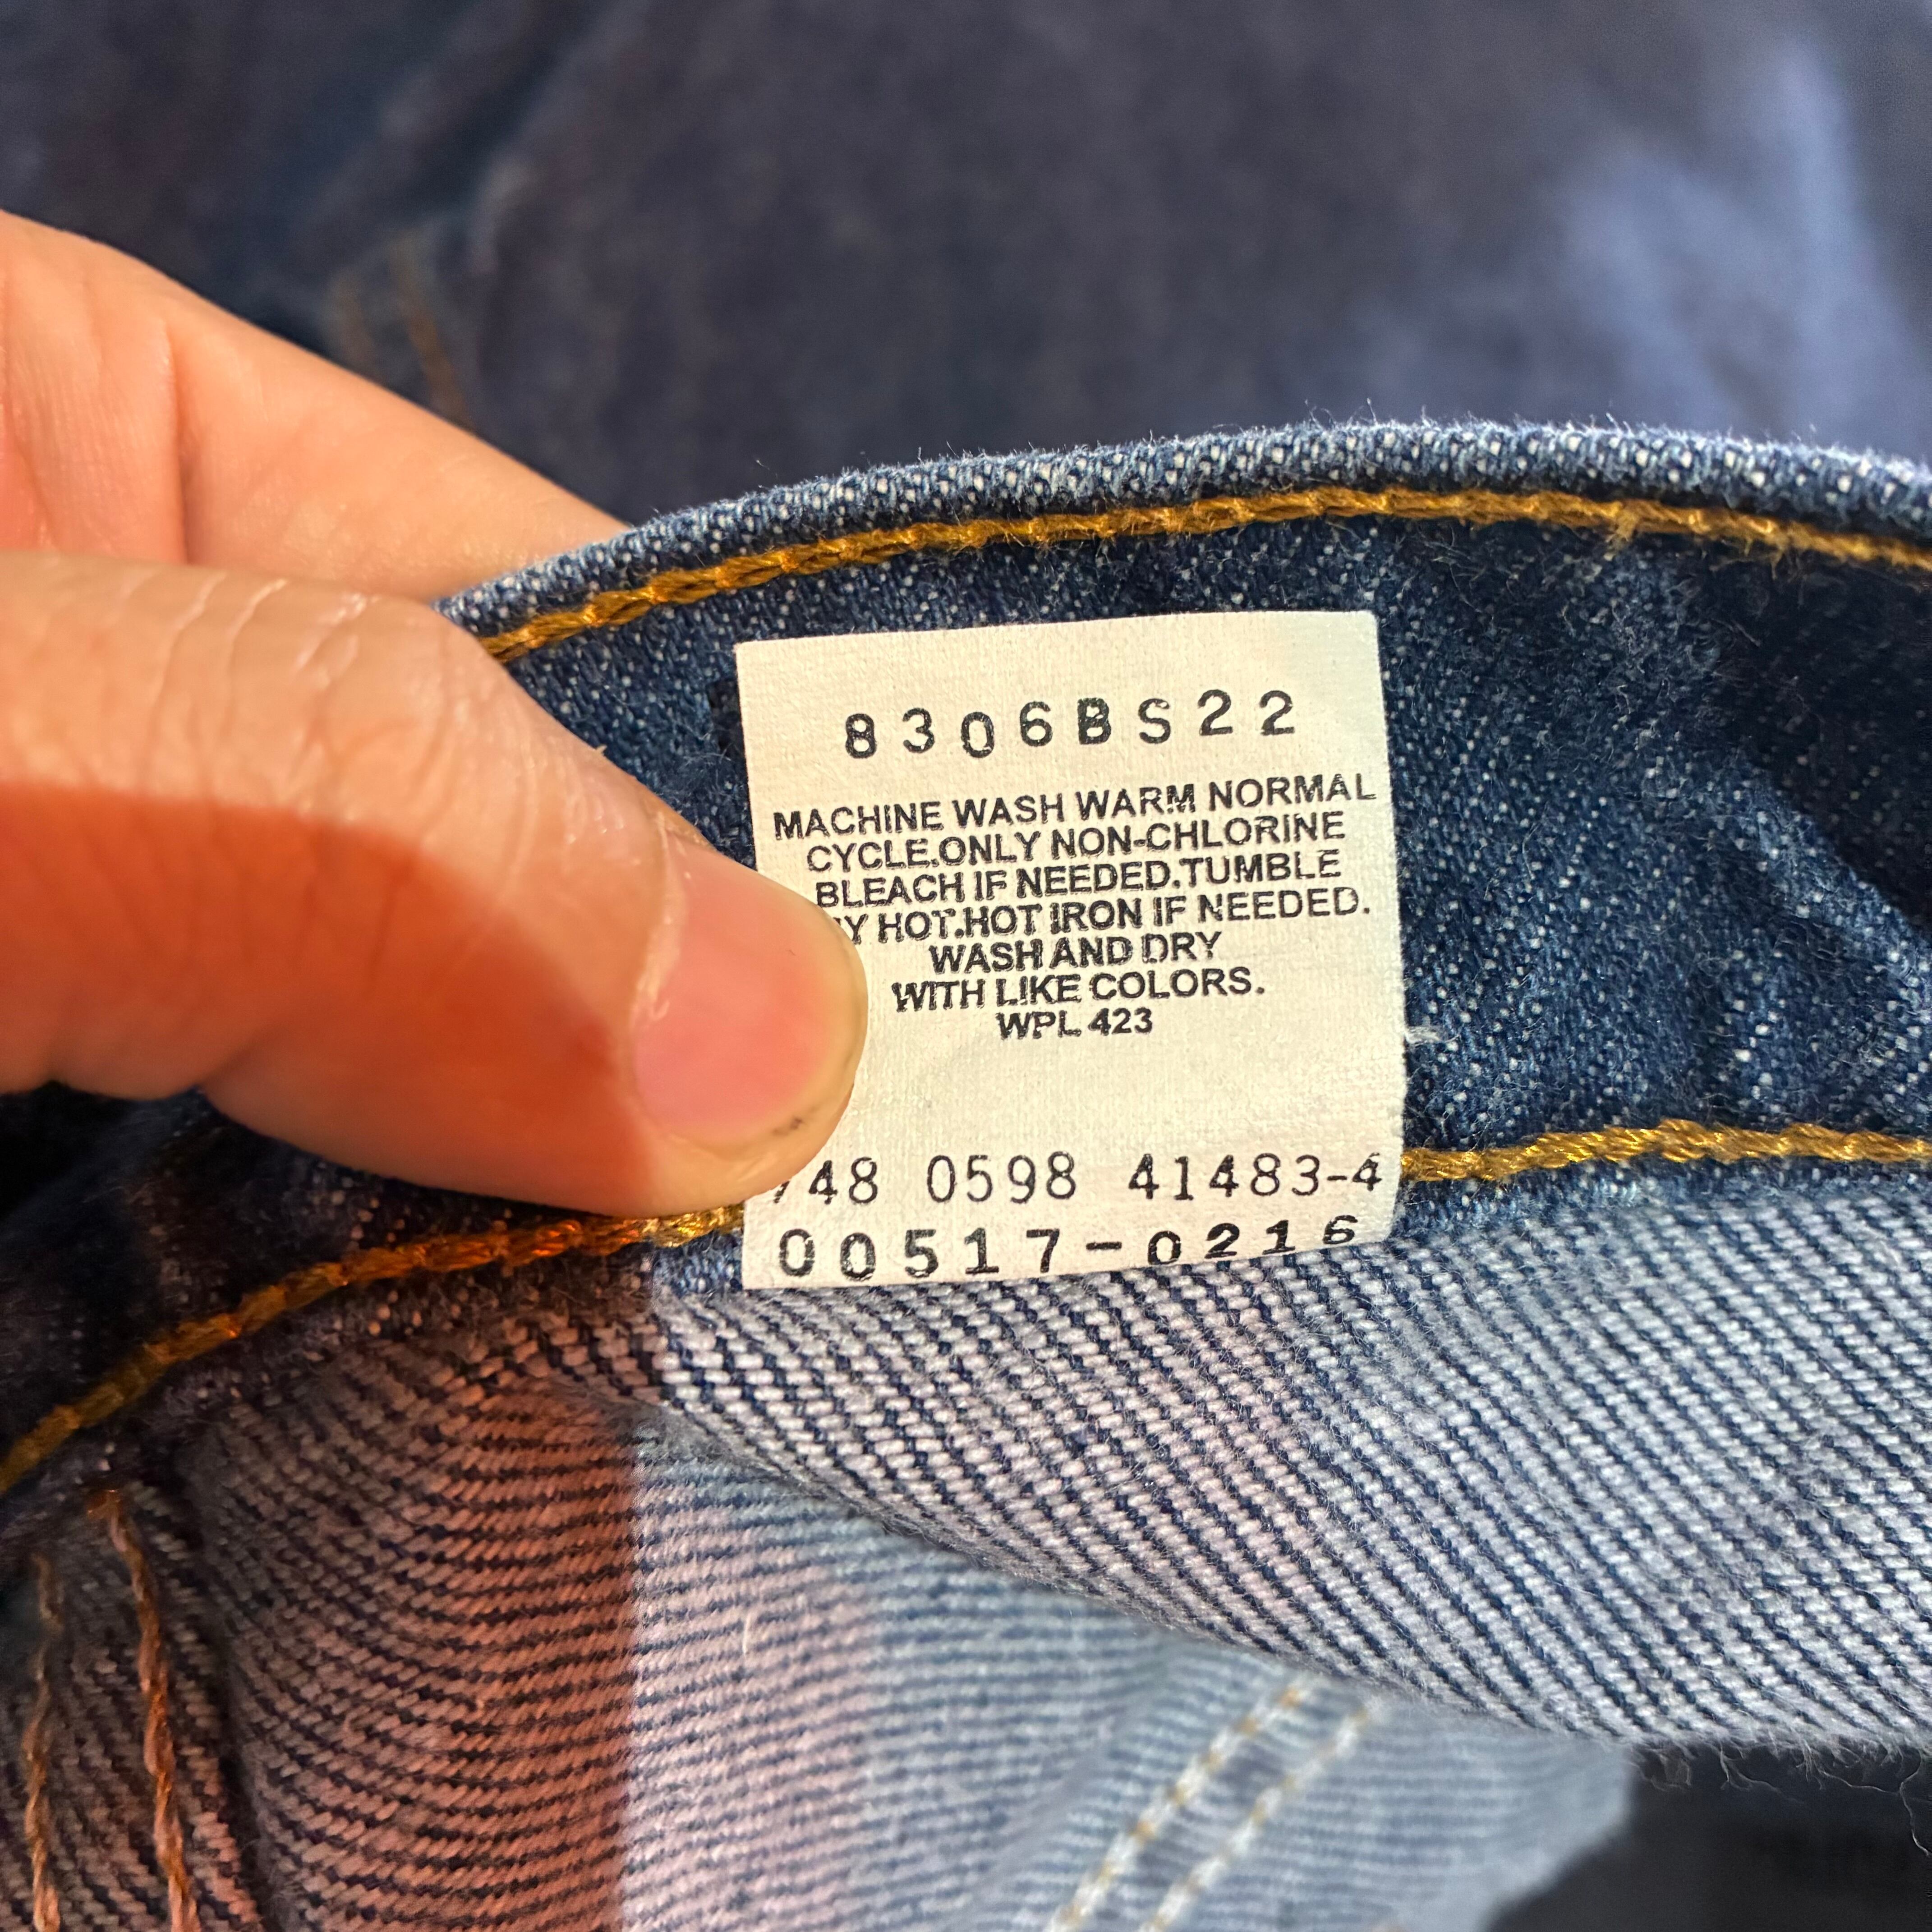 8306BS22
MACHINE WASH WARM NORMAL
CYCLE.ONLY NON-CHLORINE
BLEACH IF NEEDED.TUMBLE
HOT.HOT IRON IF NEEDED.
WASH AND DRY
WITH LIKE COLORS.
WPL 423
48 0598 41483-4
00517-0216